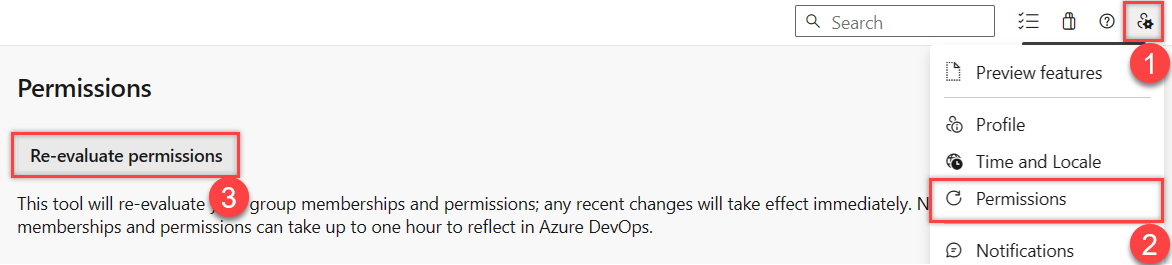 Search
1
Preview features
Permissions
Profile
Re-evaluate permissions
Time and Locale
3
Permissions
This tool will re-evaluate group memberships and permissions; any recent changes will take effect immediately.
memberships and permissions can take up to one hour to reflect in Azure DevOps.
2
Notifications